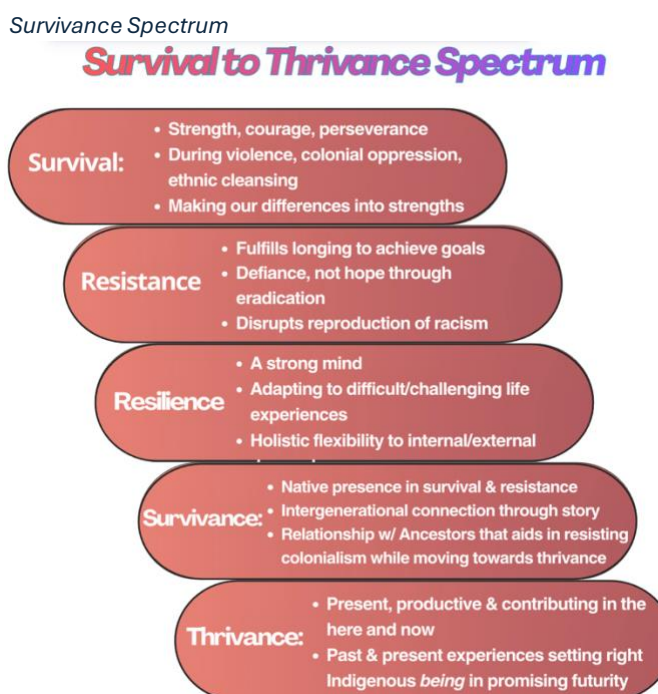 Survivance Spectrum
Survival to Thrivance Spectrum
Survival:
• Strength, courage, perseverance
• During violence, colonial oppression,
ethnic cleansing
• Making our differences into strengths
Resistance
• Fulfills longing to achieve goals
• Defiance, not hope through
eradication
• Disrupts reproduction of racism
Resilience
• A strong mind
• Adapting to difficult/challenging life
experiences
• Holistic flexibility to internal/external
Survivance:
• Native presence in survival & resistance
• Intergenerational connection through story
• Relationship w/ Ancestors that aids in resisting
colonialism while moving towards thrivance
Thrivance:
• Present, productive & contributing in the
here and now
• Past & present experiences setting right
Indigenous being in promising futurity